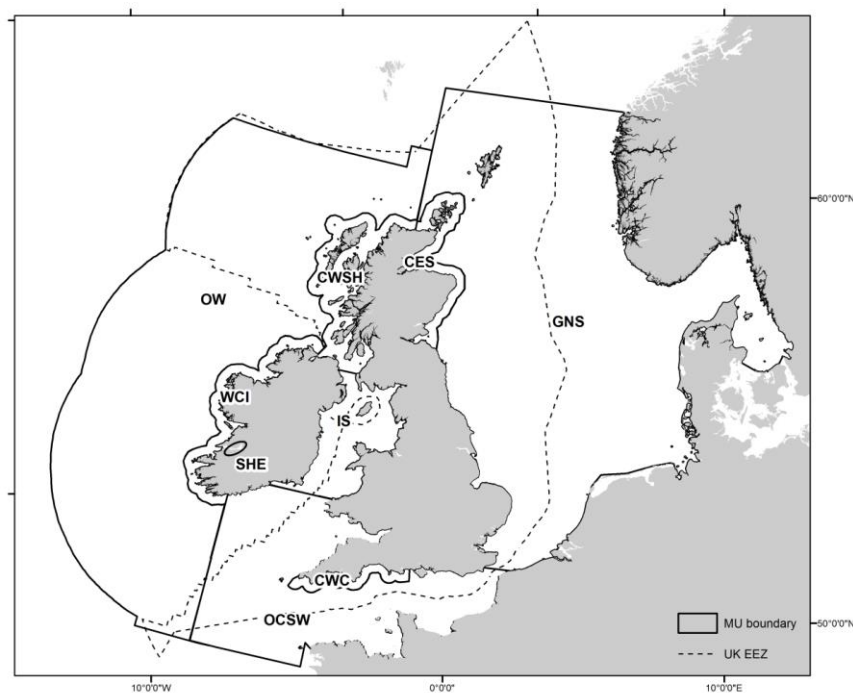 60°0'0"N
CWSH
CES
OW
GNS
WCI
IS
SHE
CWC
OCSW
MU boundary
UK EEZ
50°0'0"N
10°0'0"W
0°0'0"
10°0'0"E